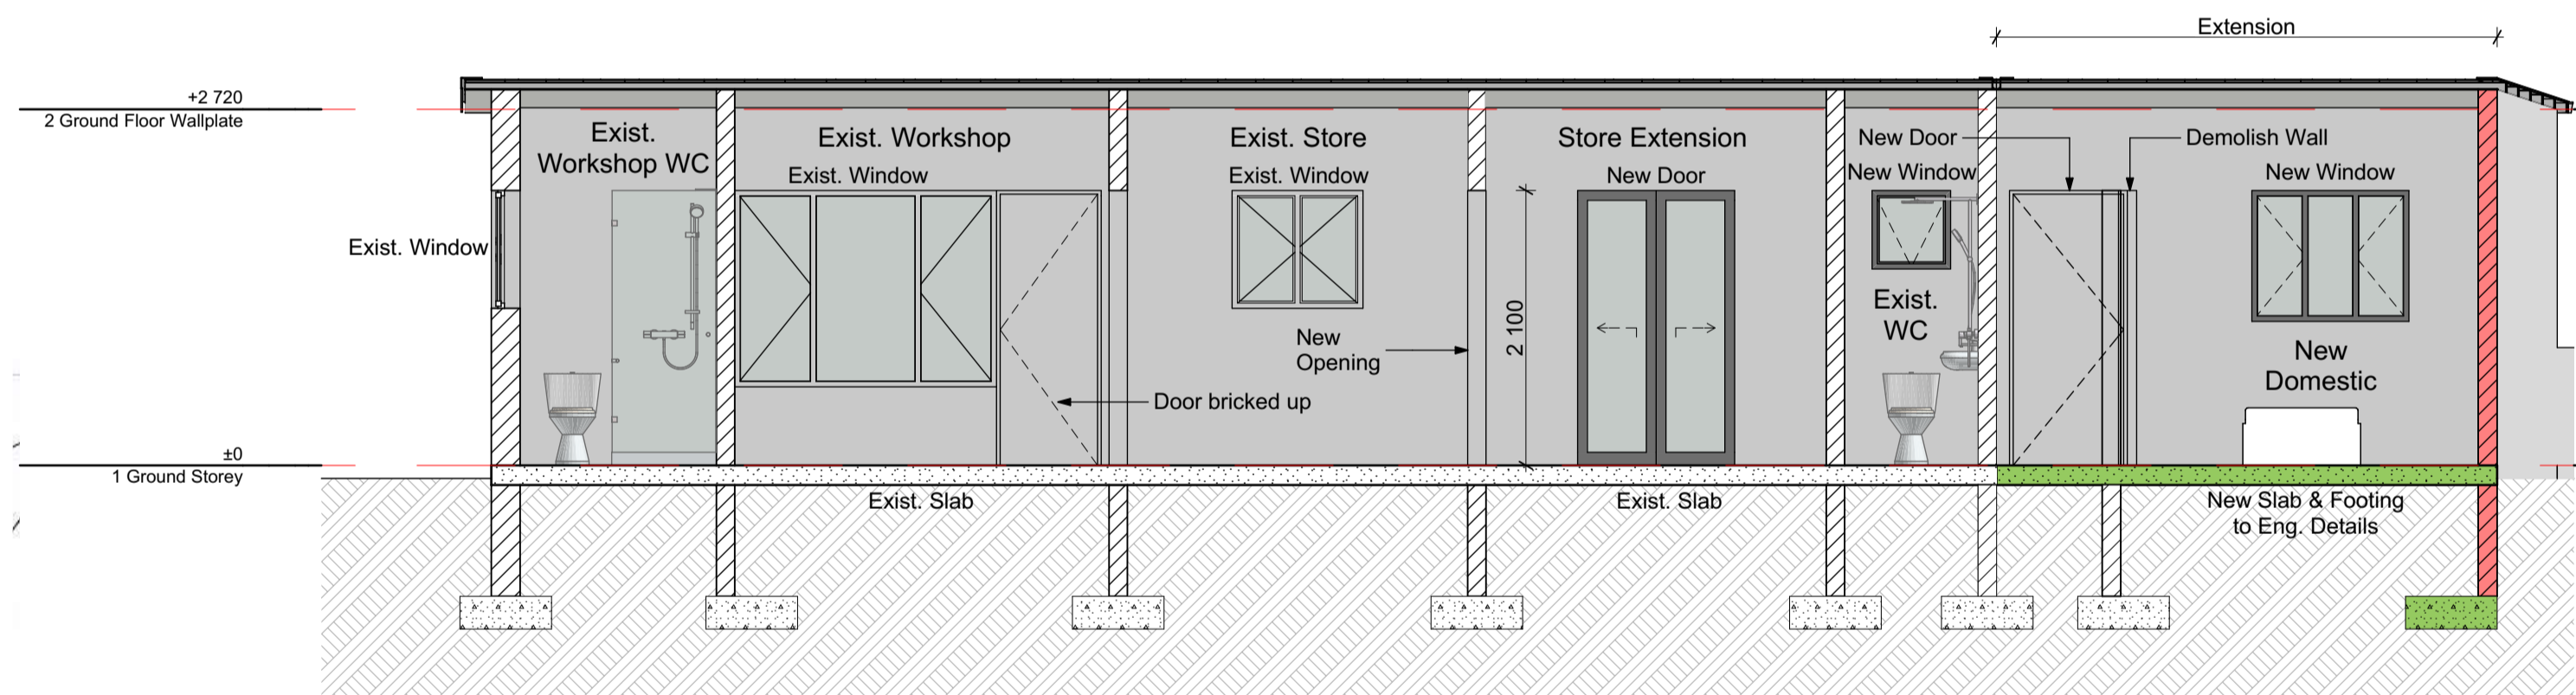 Extension
+2 720
2 Ground Floor Wallplate
Exist.
Workshop WC
Exist. Workshop
Exist. Window
Exist. Store
Exist. Window
Store Extension
New Door
New Door
New Window
Demolish Wall
New Window
Exist. Window
2 100
Exist.
WC
New
Opening
New
Domestic
Door bricked up
±0
1 Ground Storey
Exist. Slab
Exist. Slab
New Slab & Footing
to Eng. Details